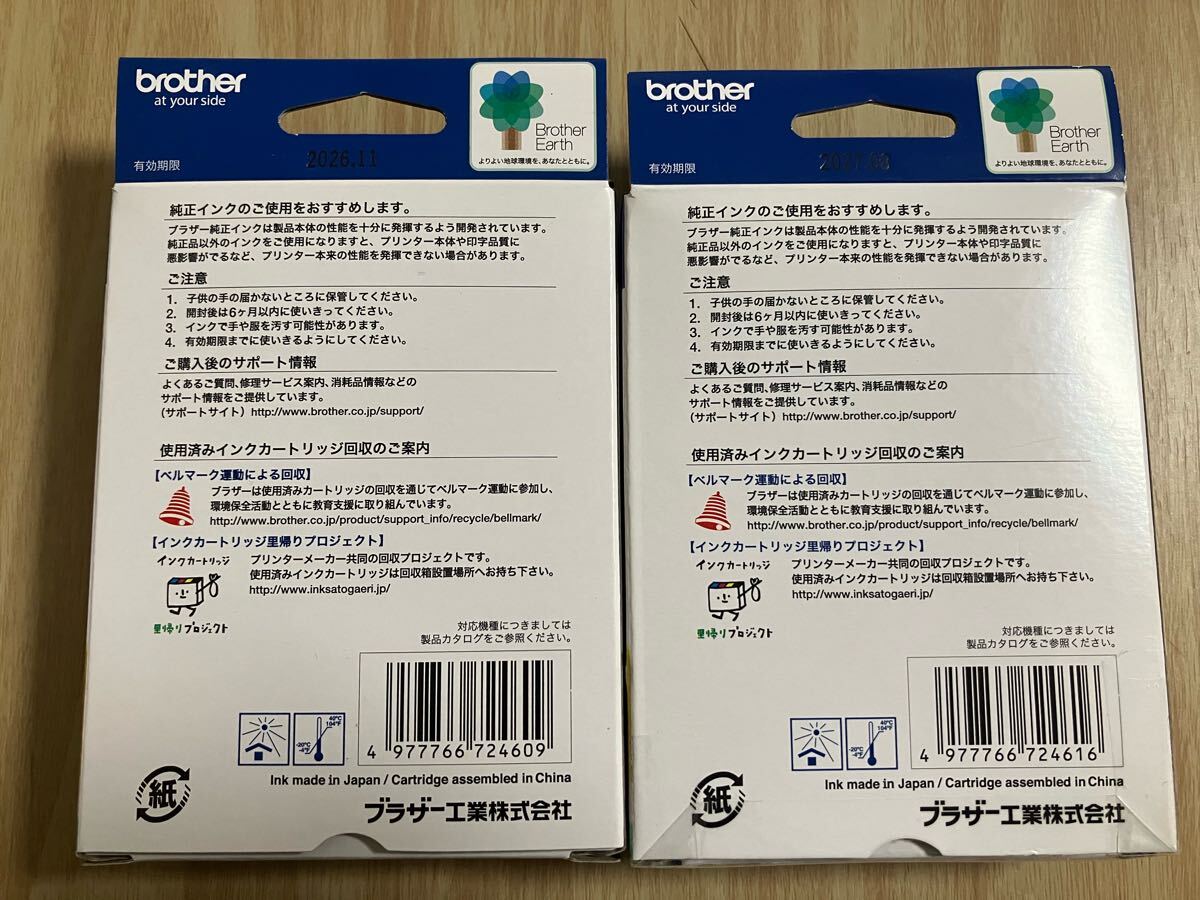 brother
at your side
有効期限
2026.11
Brother
Earth
よりよい地球環境を、あなたとともに。
純正インクのご使用をおすすめします。
ブラザー純正インクは製品本体の性能を十分に発揮するよう開発されています。
純正品以外のインクをご使用になりますと、プリンター本体や印字品質に
悪影響がでるなど、プリンター本来の性能を発揮できない場合があります。
ご注意
1. 子供の手の届かないところに保管してください。
2. 開封後は6ヶ月以内に使いきってください。
3. インクで手や服を汚す可能性があります。
4. 有効期限までに使いきるようにしてください。
ご購入後のサポート情報
よくあるご質問、修理サービス案内、消耗品情報などの
サポート情報をご提供しています。
(サポートサイト) http://www.brother.co.jp/support/
使用済みインクカートリッジ回収のご案内
【ベルマーク運動による回収】
ブラザーは使用済みカートリッジの回収を通じてベルマーク運動に参加し、
環境保全活動とともに教育支援に取り組んでいます。
http://www.brother.co.jp/product/support_info/recycle/bellmark/
【インクカートリッジ里帰りプロジェクト】
インクカートリッジ
里帰りプロジェクト
プリンターメーカー共同の回収プロジェクトです。
使用済みインクカートリッジは回収箱設置場所へお持ち下さい。
http://www.inksatogaeri.jp/
対応機種につきましては
製品カタログをご参照ください。
40℃
104°F
-20℃
-4°F
4 977766 724609
Ink made in Japan / Cartridge assembled in China
紙
ブラザー工業株式会社
brother
at your side
有効期限
Brother
Earth
よりよい地球環境を、あなたとともに。
純正インクのご使用をおすすめします。
ブラザー純正インクは製品本体の性能を十分に発揮するよう開発されています。
純正品以外のインクをご使用になりますと、プリンター本体や印字品質に
悪影響がでるなど、プリンター本来の性能を発揮できない場合があります。
ご注意
1. 子供の手の届かないところに保管してください。
2. 開封後は6ヶ月以内に使いきってください。
3. インクで手や服を汚す可能性があります。
4. 有効期限までに使いきるようにしてください。
ご購入後のサポート情報
よくあるご質問、修理サービス案内、消耗品情報などの
サポート情報をご提供しています。
(サポートサイト) http://www.brother.co.jp/support/
使用済みインクカートリッジ回収のご案内
【ベルマーク運動による回収】
ブラザーは使用済みカートリッジの回収を通じてベルマーク運動に参加し、
環境保全活動とともに教育支援に取り組んでいます。
http://www.brother.co.jp/product/support_info/recycle/bellmark/
【インクカートリッジ里帰りプロジェクト】
インクカートリッジ
里帰りプロジェクト
プリンターメーカー共同の回収プロジェクトです。
使用済みインクカートリッジは回収箱設置場所へお持ち下さい。
http://www.inksatogaeri.jp/
対応機種につきましては
製品カタログをご参照ください。
40℃
104°F
-20℃
-4°F
4 977766 724616
Ink made in Japan / Cartridge assembled in China
紙
ブラザー工業株式会社